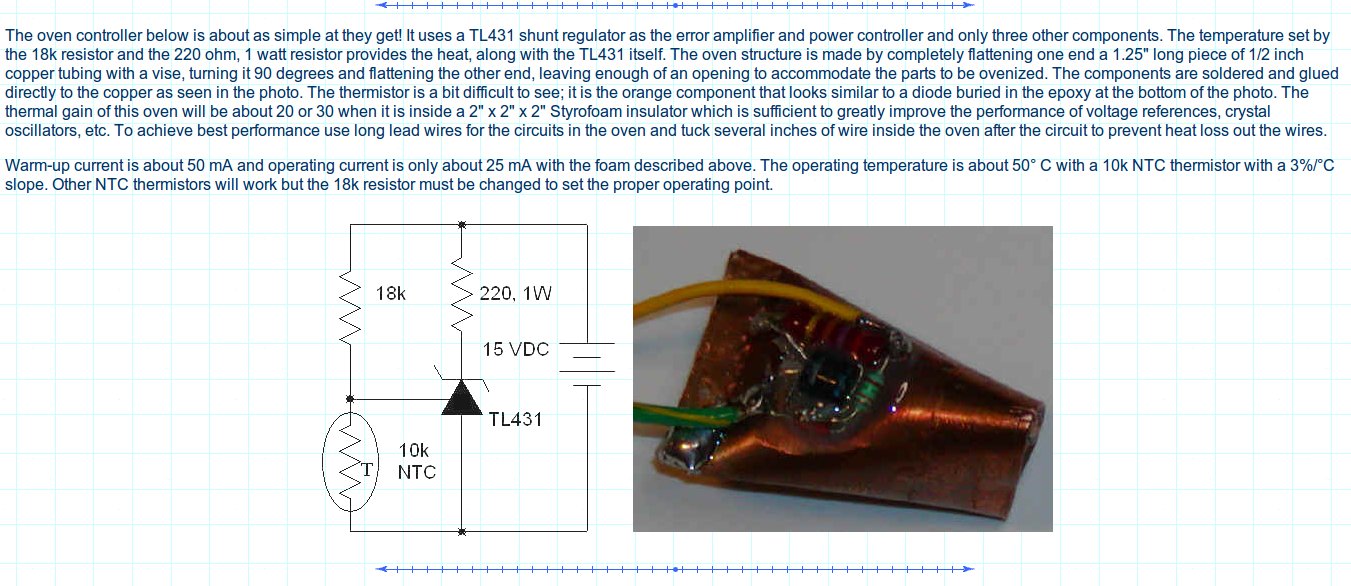 The oven controller below is about as simple at they get! It uses a TL431 shunt regulator as the error amplifier and power controller and only three other components. The temperature set by
the 18k resistor and the 220 ohm, 1 watt resistor provides the heat, along with the TL431 itself. The oven structure is made by completely flattening one end a 1.25" long piece of 1/2 inch
copper tubing with a vise, turning it 90 degrees and flattening the other end, leaving enough of an opening to accommodate the parts to be ovenized. The components are soldered and glued
directly to the copper as seen in the photo. The thermistor is a bit difficult to see; it is the orange component that looks similar to a diode buried in the epoxy at the bottom of the photo. The
thermal gain of this oven will be about 20 or 30 when it is inside a 2" x 2" x 2" Styrofoam insulator which is sufficient to greatly improve the performance of voltage references, crystal
oscillators, etc. To achieve best performance use long lead wires for the circuits in the oven and tuck several inches of wire inside the oven after the circuit to prevent heat loss out the wires.
Warm-up current is about 50 mA and operating current is only about 25 mA with the foam described above. The operating temperature is about 50° C with a 10k NTC thermistor with a 3%/°C
slope. Other NTC thermistors will work but the 18k resistor must be changed to set the proper operating point.
18k
220, 1W
15 VDC
TL431
10k
NTC
T